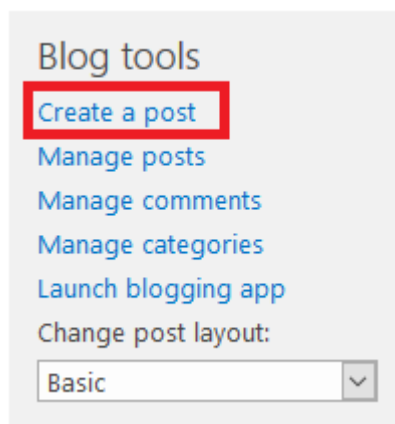 Blog tools
Create a post
Manage posts
Manage comments
Manage categories
Launch blogging app
Change post layout:
Basic